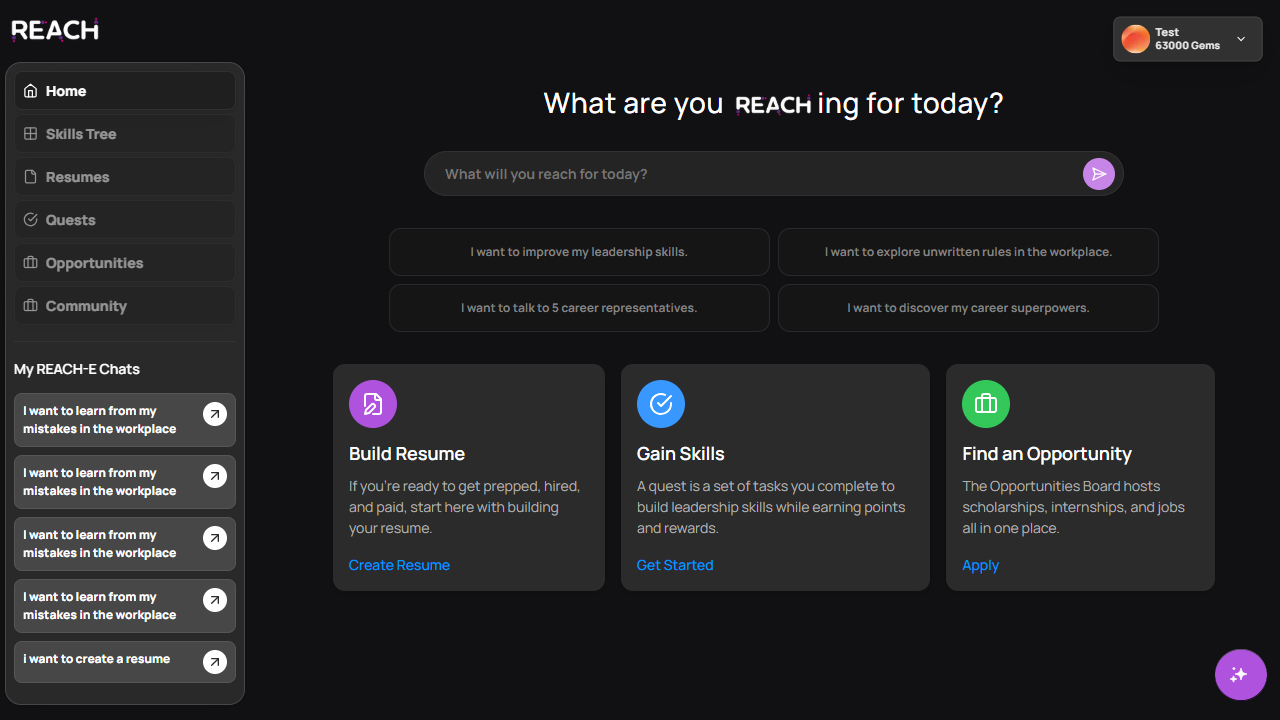 REACH
Test
63000 Gems
Home
Skills Tree
Resumes
Quests
Opportunities
Community
My REACH-E Chats
I want to learn from my
mistakes in the workplace
I want to learn from my
mistakes in the workplace
I want to learn from my
mistakes in the workplace
I want to learn from my
mistakes in the workplace
i want to create a resume
What are you REACH ing for today?
What will you reach for today?
I want to improve my leadership skills.
I want to explore unwritten rules in the workplace.
I want to talk to 5 career representatives.
I want to discover my career superpowers.
Build Resume
If you're ready to get prepped, hired,
and paid, start here with building
your resume.
Create Resume
Gain Skills
A quest is a set of tasks you complete to
build leadership skills while earning points
and rewards.
Get Started
Find an Opportunity
The Opportunities Board hosts
scholarships, internships, and jobs
all in one place.
Apply